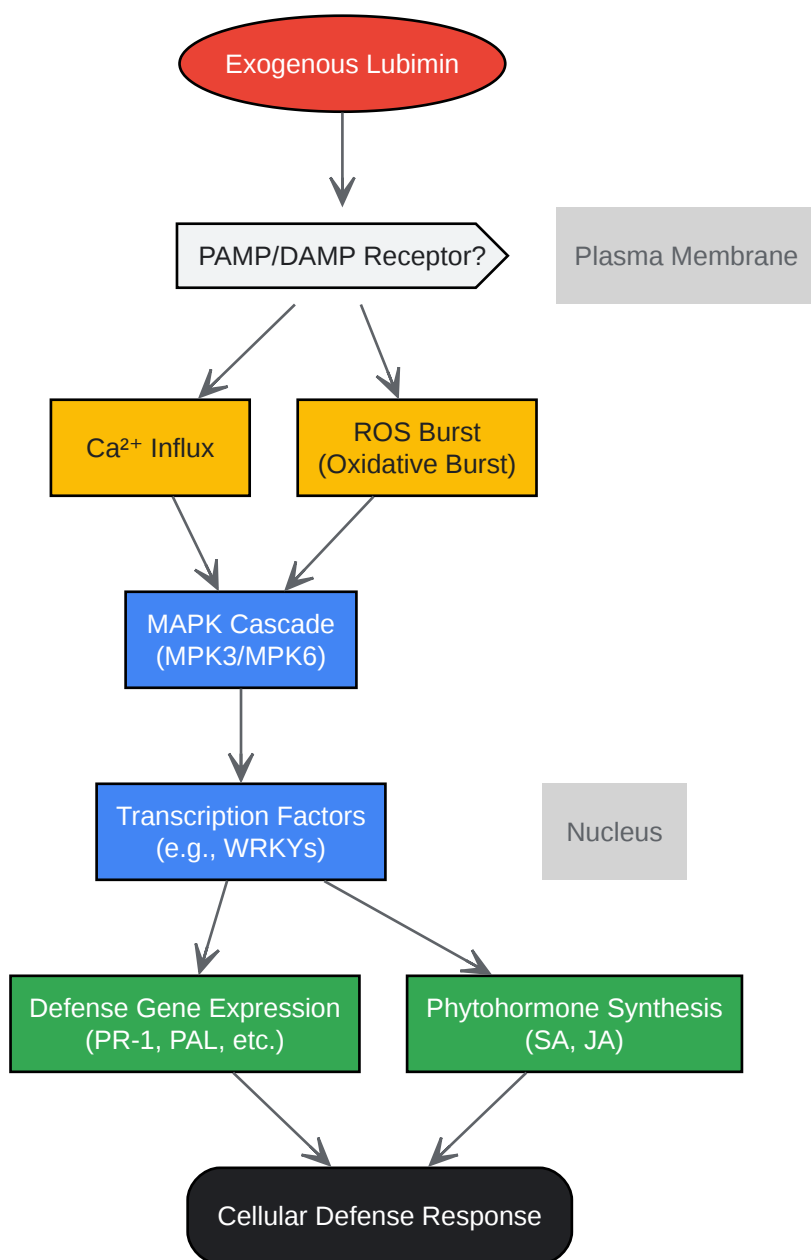 Exogenous Lubimin
PAMP/DAMP Receptor?
Plasma Membrane
Ca²⁺ Influx
ROS Burst
(Oxidative Burst)
MAPK Cascade
(MPK3/MPK6)
Transcription Factors
(e.g., WRKYs)
Nucleus
Defense Gene Expression
(PR-1, PAL, etc.)
Phytohormone Synthesis
(SA, JA)
Cellular Defense Response